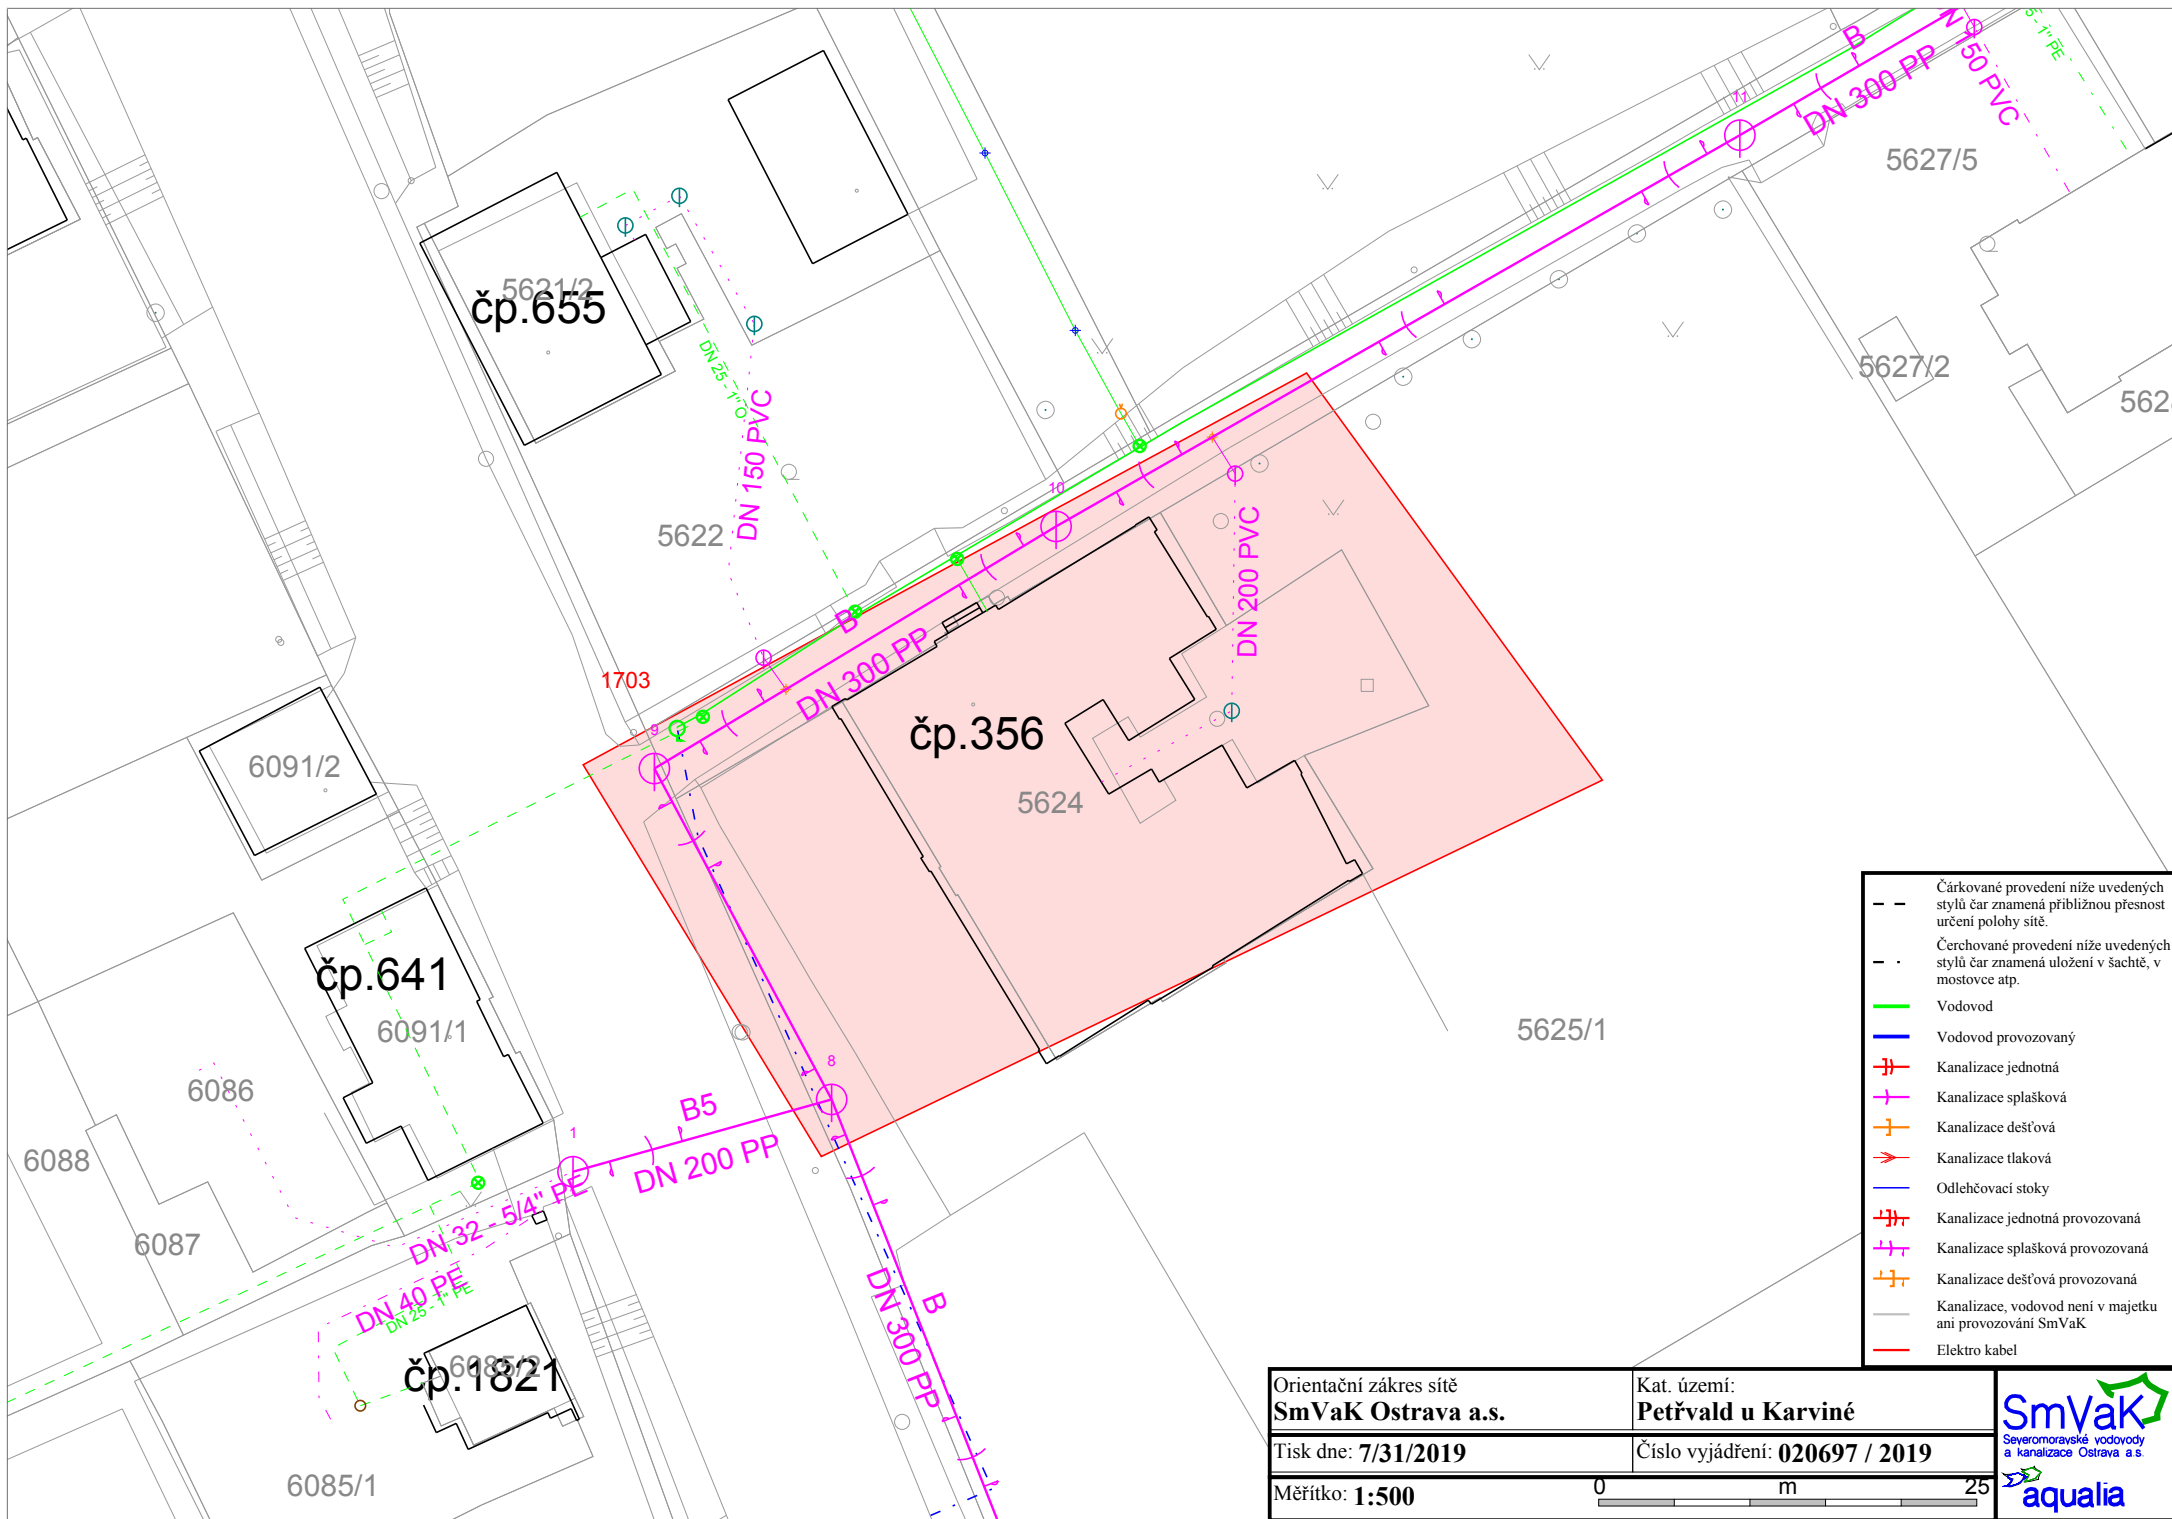 B
DN 300 PP
11
N 150 PVC
5 - 1" PE
5627/5
5621/2
čp.655
DN 25 - 1" O
DN 150 PVC
5622
10
DN 200 PVC
5627/2
562
B
DN 300 PP
1703
9
čp.356
5624
6091/2
čp.641
6091/1
6086
6088
6087
8
B5
DN 200 PP
1
DN 32 - 5/4" PE
DN 40 PE
DN 25 - 1" PE
B
DN 300 PP
čp.1821
6085/2
6085/1
5625/1
Čárkované provedení níže uvedených
stylů čar znamená přibližnou přesnost
určení polohy sítě.
Čerchované provedení níže uvedených
stylů čar znamená uložení v šachtě, v
mostovce atp.
Vodovod
Vodovod provozovaný
Kanalizace jednotná
Kanalizace splašková
Kanalizace dešťová
Kanalizace tlaková
Odlehčovací stoky
Kanalizace jednotná provozovaná
Kanalizace splašková provozovaná
Kanalizace dešťová provozovaná
Kanalizace, vodovod není v majetku
ani provozování SmVaK
Elektro kabel
Orientační zákres sítě
SmVaK Ostrava a.s.
Kat. území:
Petřvald u Karviné
Tisk dne: 7/31/2019
Číslo vyjádření: 020697 / 2019
Měřítko: 1:500
0 m 25
SmVaK
Severomoravské vodovody
a kanalizace Ostrava a.s.
aqualia